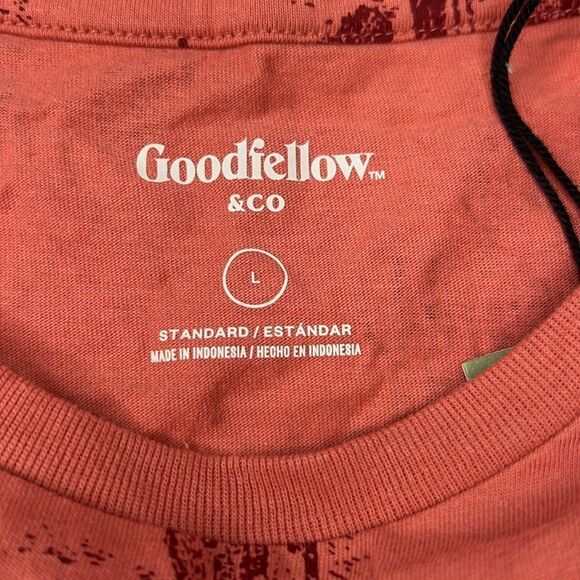 Goodfellow™
&CO
L
STANDARD / ESTÁNDAR
MADE IN INDONESIA / HECHO EN INDONESIA